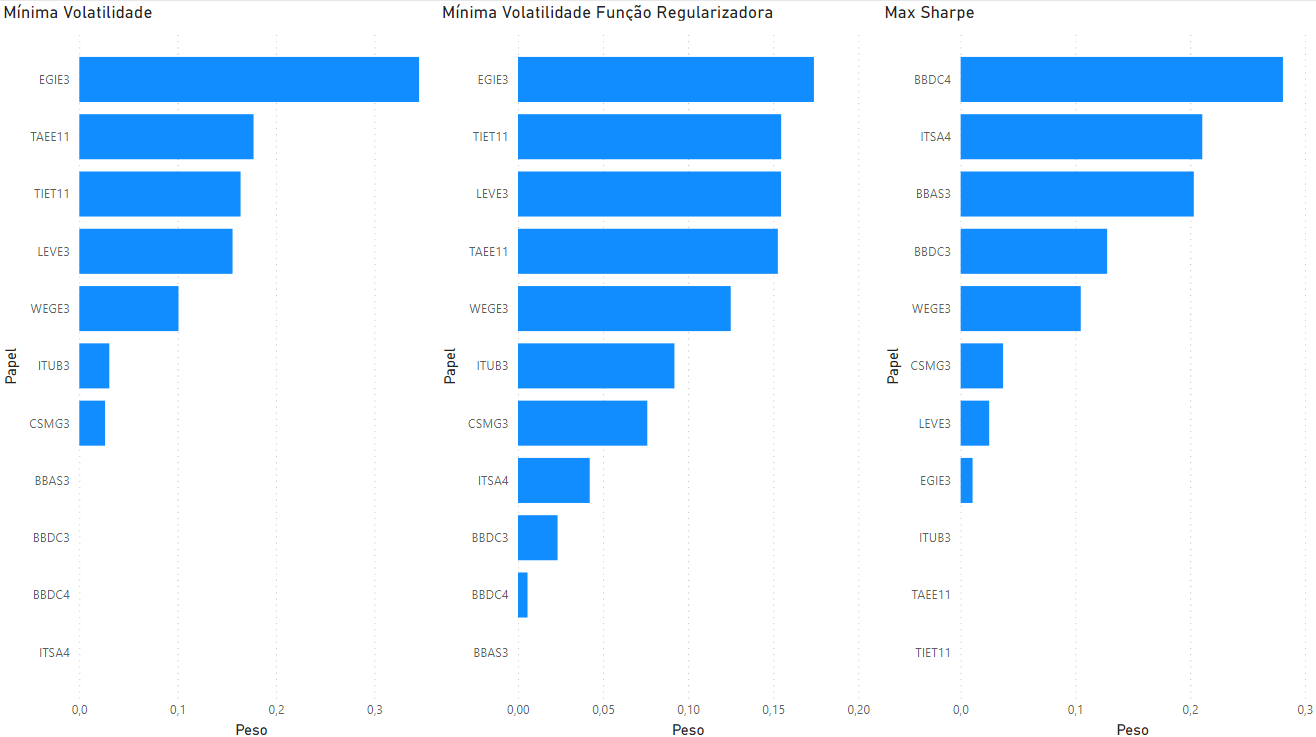 Mínima Volatilidade
EGIE3
TAEE11
TIET11
LEVE3
WEGE3
ITUB3
CSMG3
BBAS3
BBDC3
BBDC4
ITSA4
Papel
0,0 0,1 0,2 0,3
Peso
Mínima Volatilidade Função Regularizadora
EGIE3
TIET11
LEVE3
TAEE11
WEGE3
ITUB3
CSMG3
ITSA4
BBDC3
BBDC4
BBAS3
Papel
0,00 0,05 0,10 0,15 0,20
Peso
Max Sharpe
BBDC4
ITSA4
BBAS3
BBDC3
WEGE3
CSMG3
LEVE3
EGIE3
ITUB3
TAEE11
TIET11
Papel
0,0 0,1 0,2 0,3
Peso